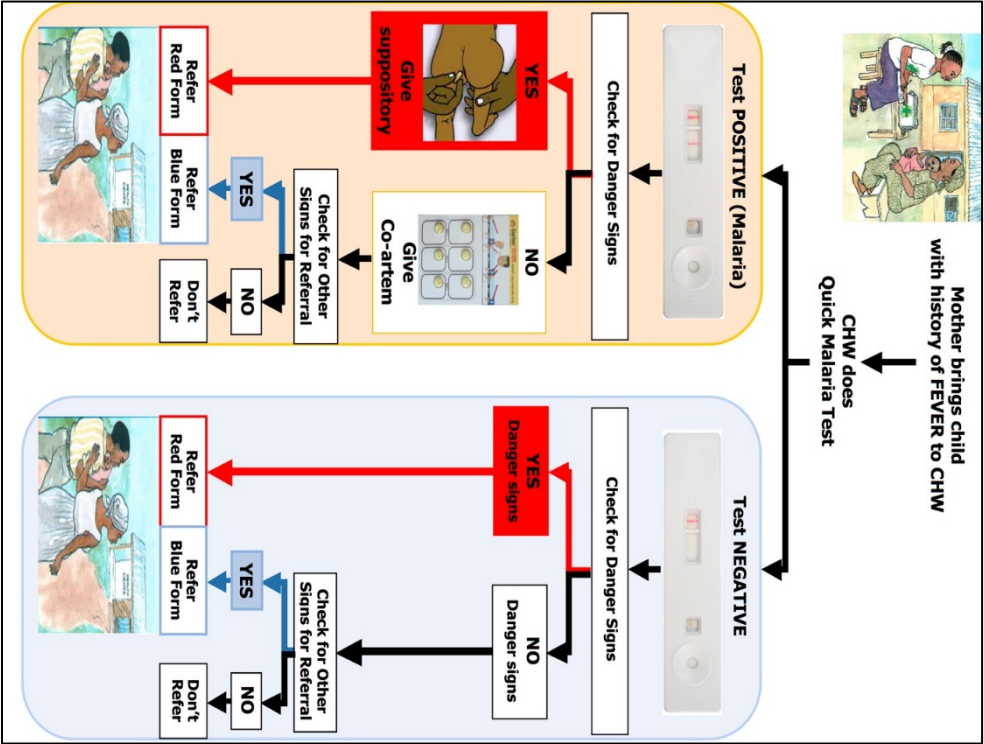 Mother brings child
with history of FEVER to CHW
CHW does
Quick Malaria Test
Test POSITIVE (Malaria)
Check for Danger Signs
YES
Give
suppository
NO
Give
Co-artem
Check for Other
Signs for Referral
YES
NO
Refer
Red Form
Refer
Blue Form
Don't
Refer
Test NEGATIVE
Check for Danger Signs
YES
Danger signs
NO
Danger signs
Check for Other
Signs for Referral
YES
NO
Refer
Red Form
Refer
Blue Form
Don't
Refer